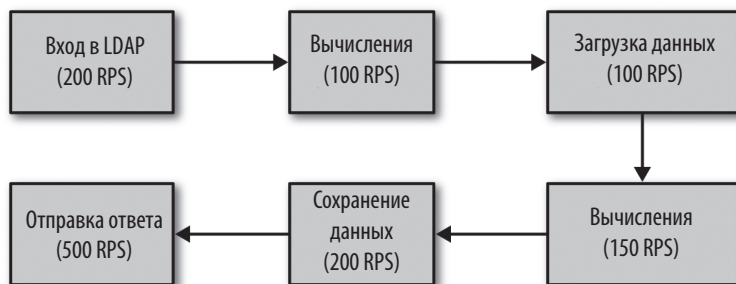 Вход в LDAP
(200 RPS)
Вычисления
(100 RPS)
Загрузка данных
(100 RPS)
Вычисления
(150 RPS)
Сохранение
данных
(200 RPS)
Отправка ответа
(500 RPS)